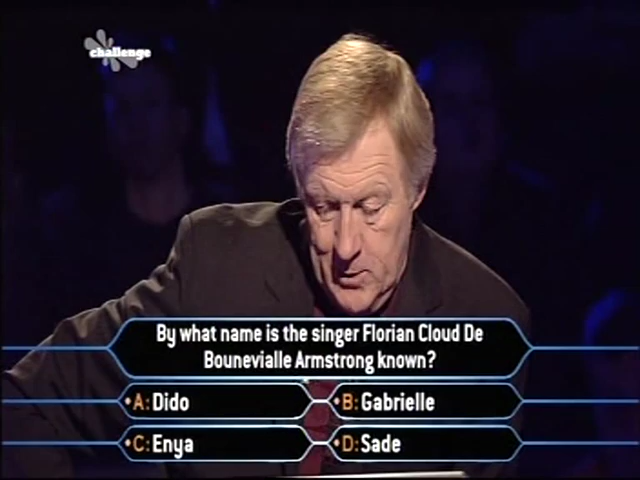 challenge
By what name is the singer Florian Cloud De
Bounevialle Armstrong known?
A: Dido
B: Gabrielle
C: Enya
D: Sade